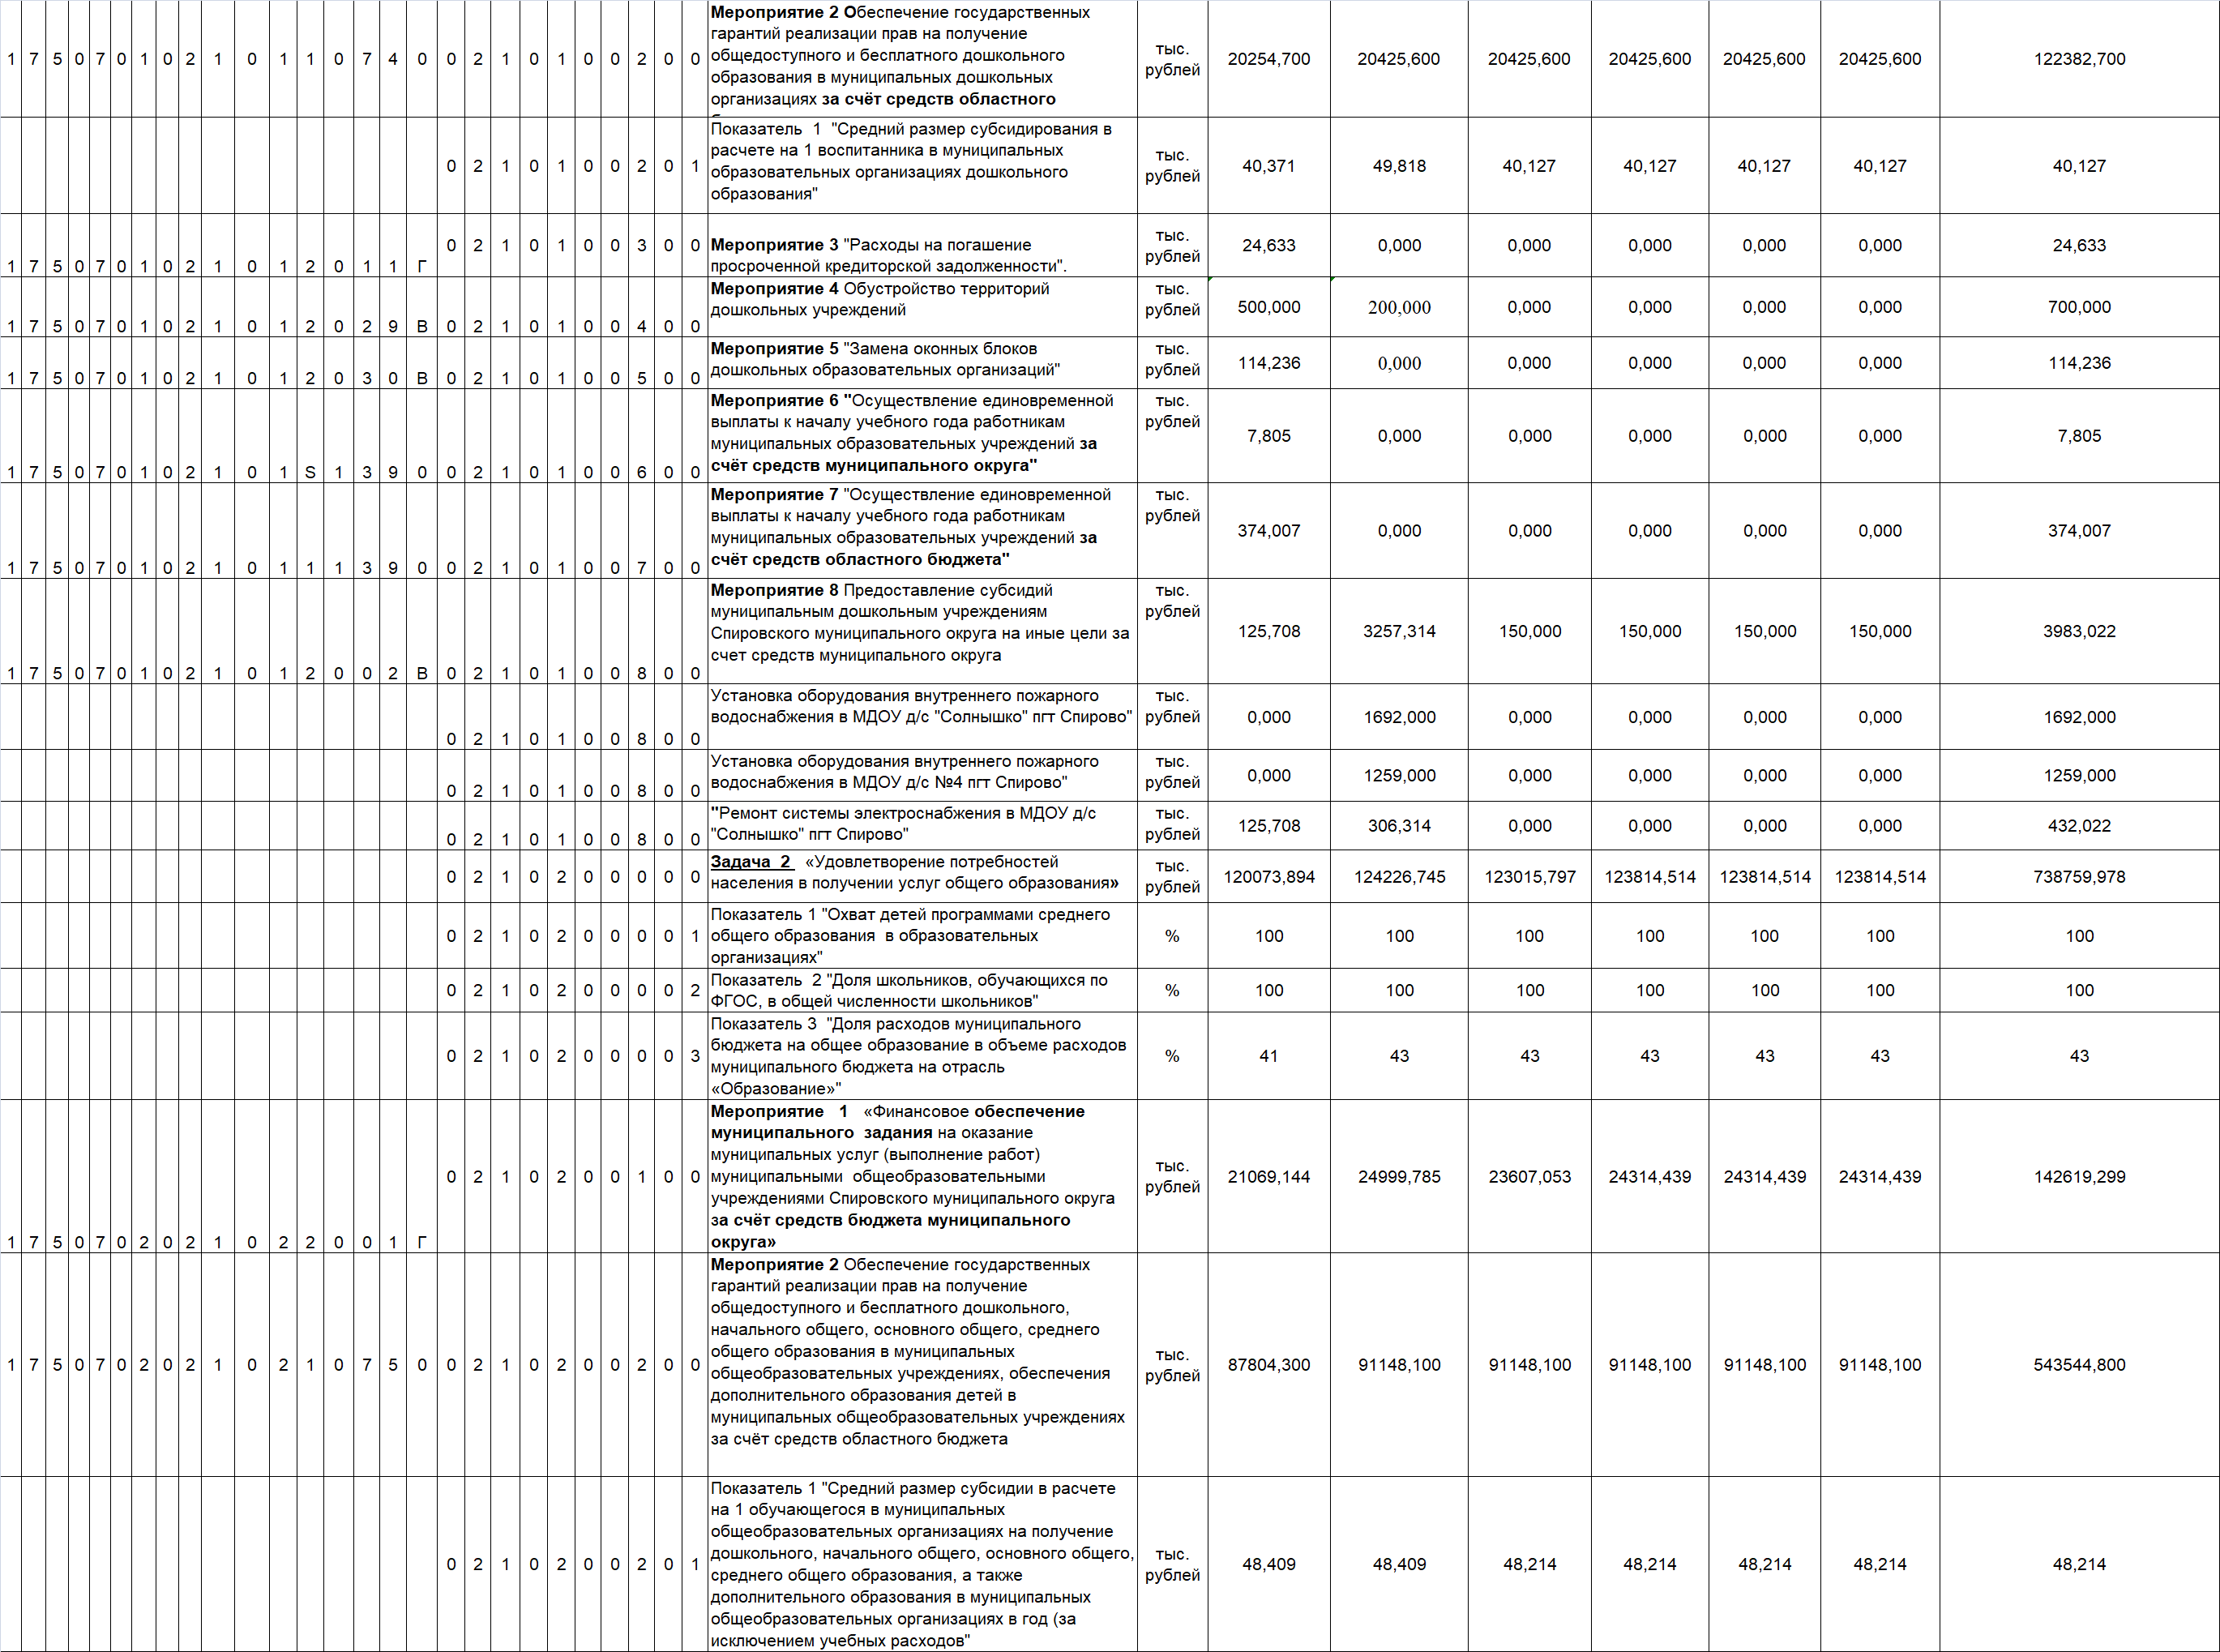 Мероприятие 2 Обеспечение государственных
гарантий реализации прав на получение
общедоступного и бесплатного дошкольного
образования в муниципальных дошкольных
организациях за счёт средств областного
1 7 5 0 7 0 1 0 2 1 0 1 1 0 7 4 0 0 2 1 0 1 0 0 2 0 0 тыс. рублей 20254,700 20425,600 20425,600 20425,600 20425,600 20425,600 122382,700
Показатель 1 "Средний размер субсидирования в
расчете на 1 воспитанника в муниципальных
образовательных организациях дошкольного
образования"
0 2 1 0 1 0 0 2 0 1 тыс. рублей 40,371 49,818 40,127 40,127 40,127 40,127 40,127
Мероприятие 3 "Расходы на погашение
просроченной кредиторской задолженности".
1 7 5 0 7 0 1 0 2 1 0 1 2 0 1 1 Г 0 2 1 0 1 0 0 3 0 0 тыс. рублей 24,633 0,000 0,000 0,000 0,000 0,000 24,633
Мероприятие 4 Обустройство территорий
дошкольных учреждений
1 7 5 0 7 0 1 0 2 1 0 1 2 0 2 9 В 0 2 1 0 1 0 0 4 0 0 тыс. рублей 500,000 200,000 0,000 0,000 0,000 0,000 700,000
Мероприятие 5 "Замена оконных блоков
дошкольных образовательных организаций"
1 7 5 0 7 0 1 0 2 1 0 1 2 0 3 0 В 0 2 1 0 1 0 0 5 0 0 тыс. рублей 114,236 0,000 0,000 0,000 0,000 0,000 114,236
Мероприятие 6 "Осуществление единовременной
выплаты к началу учебного года работникам
муниципальных образовательных учреждений за
счёт средств муниципального округа"
1 7 5 0 7 0 1 0 2 1 0 1 S 1 3 9 0 0 2 1 0 1 0 0 6 0 0 тыс. рублей 7,805 0,000 0,000 0,000 0,000 0,000 7,805
Мероприятие 7 "Осуществление единовременной
выплаты к началу учебного года работникам
муниципальных образовательных учреждений за
счёт средств областного бюджета"
1 7 5 0 7 0 1 0 2 1 0 1 1 1 3 9 0 0 2 1 0 1 0 0 7 0 0 тыс. рублей 374,007 0,000 0,000 0,000 0,000 0,000 374,007
Мероприятие 8 Предоставление субсидий
муниципальным дошкольным учреждениям
Спировского муниципального округа на иные цели за
счет средств муниципального округа
1 7 5 0 7 0 1 0 2 1 0 1 2 0 0 2 В 0 2 1 0 1 0 0 8 0 0 тыс. рублей 125,708 3257,314 150,000 150,000 150,000 150,000 3983,022
Установка оборудования внутреннего пожарного
водоснабжения в МДОУ д/с "Солнышко" пгт Спирово"
0 2 1 0 1 0 0 8 0 0 тыс. рублей 0,000 1692,000 0,000 0,000 0,000 0,000 1692,000
Установка оборудования внутреннего пожарного
водоснабжения в МДОУ д/с №4 пгт Спирово"
0 2 1 0 1 0 0 8 0 0 тыс. рублей 0,000 1259,000 0,000 0,000 0,000 0,000 1259,000
"Ремонт системы электроснабжения в МДОУ д/с
"Солнышко" пгт Спирово"
0 2 1 0 1 0 0 8 0 0 тыс. рублей 125,708 306,314 0,000 0,000 0,000 0,000 432,022
Задача 2 «Удовлетворение потребностей
населения в получении услуг общего образования»
0 2 1 0 2 0 0 0 0 0 тыс. рублей 120073,894 124226,745 123015,797 123814,514 123814,514 123814,514 738759,978
Показатель 1 "Охват детей программами среднего
общего образования в образовательных
организациях"
0 2 1 0 2 0 0 0 0 1 % 100 100 100 100 100 100 100
Показатель 2 "Доля школьников, обучающихся по
ФГОС, в общей численности школьников"
0 2 1 0 2 0 0 0 0 2 % 100 100 100 100 100 100 100
Показатель 3 "Доля расходов муниципального
бюджета на общее образование в объеме расходов
муниципального бюджета на отрасль
«Образование»"
0 2 1 0 2 0 0 0 0 3 % 41 43 43 43 43 43 43
Мероприятие 1 «Финансовое обеспечение
муниципального задания на оказание
муниципальных услуг (выполнение работ)
муниципальными общеобразовательными
учреждениями Спировского муниципального округа
за счёт средств бюджета муниципального
округа»
1 7 5 0 7 0 2 0 2 1 0 2 2 0 0 1 Г 0 2 1 0 2 0 0 1 0 0 тыс. рублей 21069,144 24999,785 23607,053 24314,439 24314,439 24314,439 142619,299
Мероприятие 2 Обеспечение государственных
гарантий реализации прав на получение
общедоступного и бесплатного дошкольного,
начального общего, основного общего, среднего
общего образования в муниципальных
общеобразовательных учреждениях, обеспечения
дополнительного образования детей в
муниципальных общеобразовательных учреждениях
за счёт средств областного бюджета
1 7 5 0 7 0 2 0 2 1 0 2 1 0 7 5 0 0 2 1 0 2 0 0 2 0 0 тыс. рублей 87804,300 91148,100 91148,100 91148,100 91148,100 91148,100 543544,800
Показатель 1 "Средний размер субсидии в расчете
на 1 обучающегося в муниципальных
общеобразовательных организациях на получение
дошкольного, начального общего, основного общего,
среднего общего образования, а также
дополнительного образования в муниципальных
общеобразовательных организациях в год (за
исключением учебных расходов"
0 2 1 0 2 0 0 2 0 1 тыс. рублей 48,409 48,409 48,214 48,214 48,214 48,214 48,214